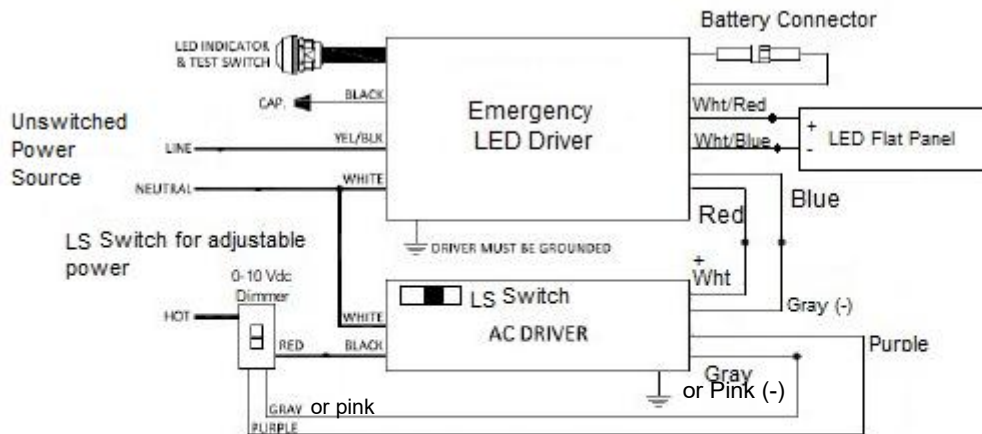 Battery Connector
LED INDICATOR
& TEST SWITCH
CAP.
BLACK
Emergency
LED Driver
Wht/Red
+
LED Flat Panel
-
Wht/Blue
Unswitched
Power
Source
LINE
YEL/BLK
NEUTRAL
WHITE
Red
Blue
DRIVER MUST BE GROUNDED
LS Switch for adjustable
power
+
Wht
0-10 Vdc
Dimmer
LS Switch
Gray (-)
HOT
WHITE
AC DRIVER
RED
BLACK
Purple
Gray
or Pink (-)
GRAY or pink
PURPLE